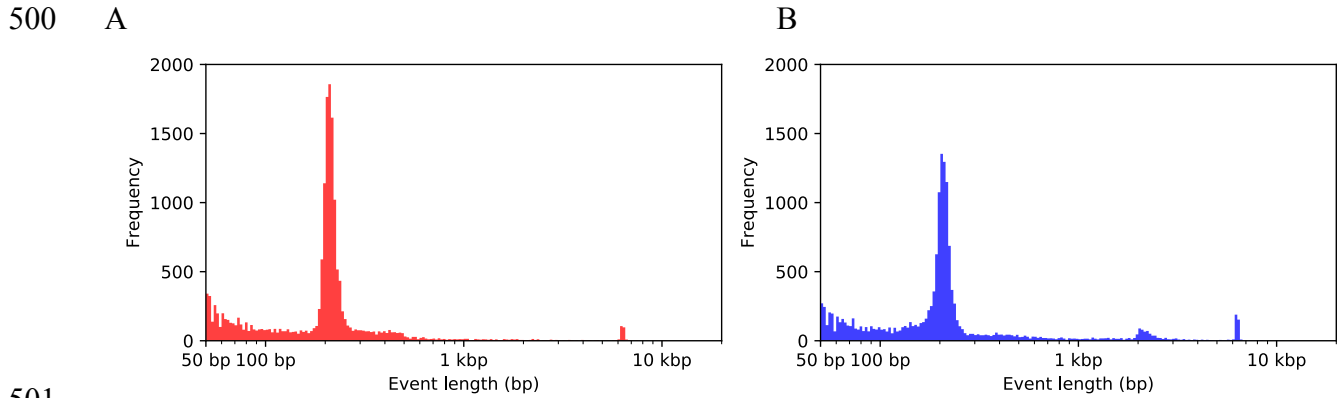 500 A B
2000 2000
1500 1500
Frequency Frequency
1000 1000
500 500
0 0
50 bp 100 bp 1 kbp 10 kbp 50 bp 100 bp 1 kbp 10 kbp
Event length (bp) Event length (bp)
501